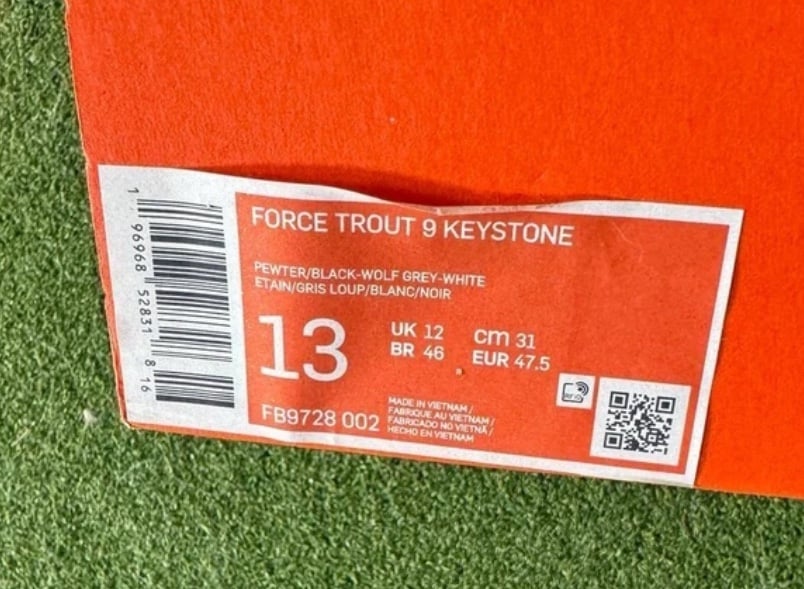 1 96968 52831 8 16
FORCE TROUT 9 KEYSTONE
PEWTER/BLACK-WOLF GREY-WHITE
ETAIN/GRIS LOUP/BLANC/NOIR
13
UK 12
BR 46
cm 31
EUR 47.5
FB9728 002
MADE IN VIETNAM /
FABRIQUE AU VIETNAM /
FABRICADO NO VIETNÃ /
HECHO EN VIETNAM
RFID